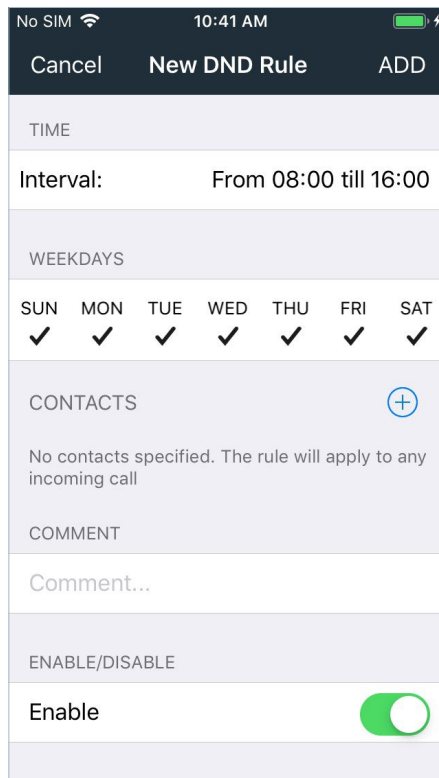 No SIM 10:41 AM
Cancel New DND Rule ADD
TIME
Interval: From 08:00 till 16:00
WEEKDAYS
SUN MON TUE WED THU FRI SAT
CONTACTS
No contacts specified. The rule will apply to any
incoming call
COMMENT
Comment...
ENABLE/DISABLE
Enable